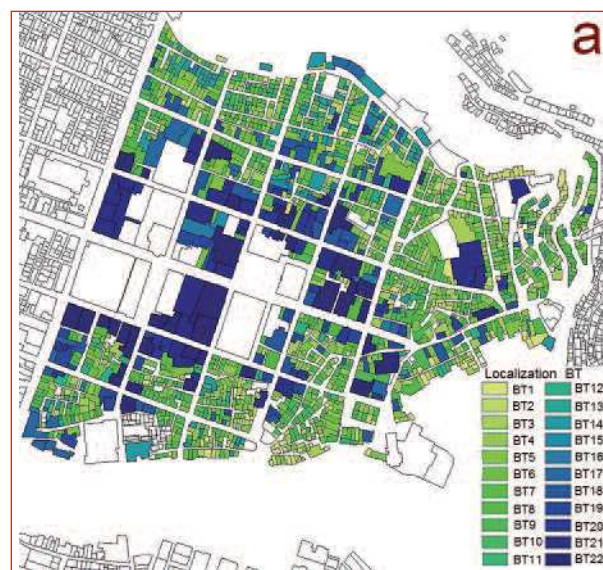 a
Localization BT
BT1 BT12
BT2 BT13
BT3 BT14
BT4 BT15
BT5 BT16
BT6 BT17
BT7 BT18
BT8 BT19
BT9 BT20
BT10 BT21
BT11 BT22